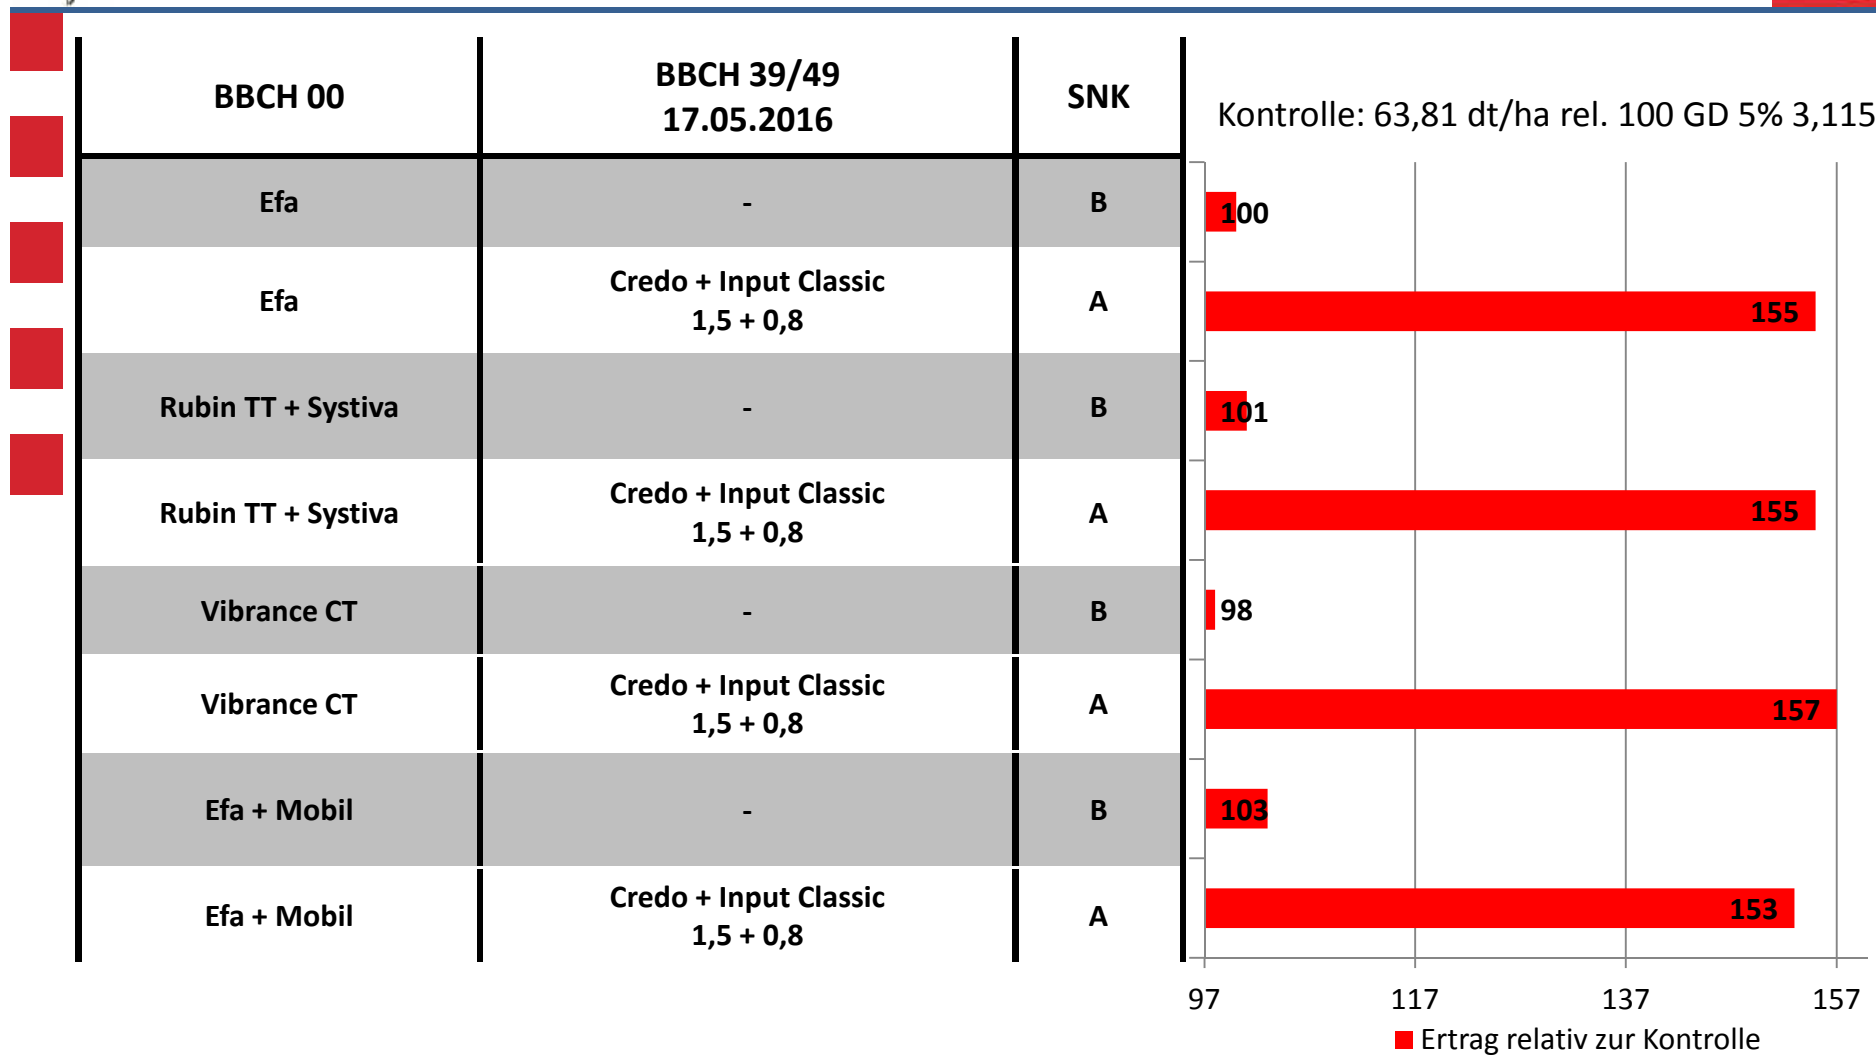 BBCH 00
BBCH 39/49
17.05.2016
SNK
Kontrolle: 63,81 dt/ha rel. 100 GD 5% 3,115
Efa
-
B
100
Efa
Credo + Input Classic
1,5 + 0,8
A
155
Rubin TT + Systiva
-
B
101
Rubin TT + Systiva
Credo + Input Classic
1,5 + 0,8
A
155
Vibrance CT
-
B
98
Vibrance CT
Credo + Input Classic
1,5 + 0,8
A
157
Efa + Mobil
-
B
103
Efa + Mobil
Credo + Input Classic
1,5 + 0,8
A
153
97 117 137 157
Ertrag relativ zur Kontrolle